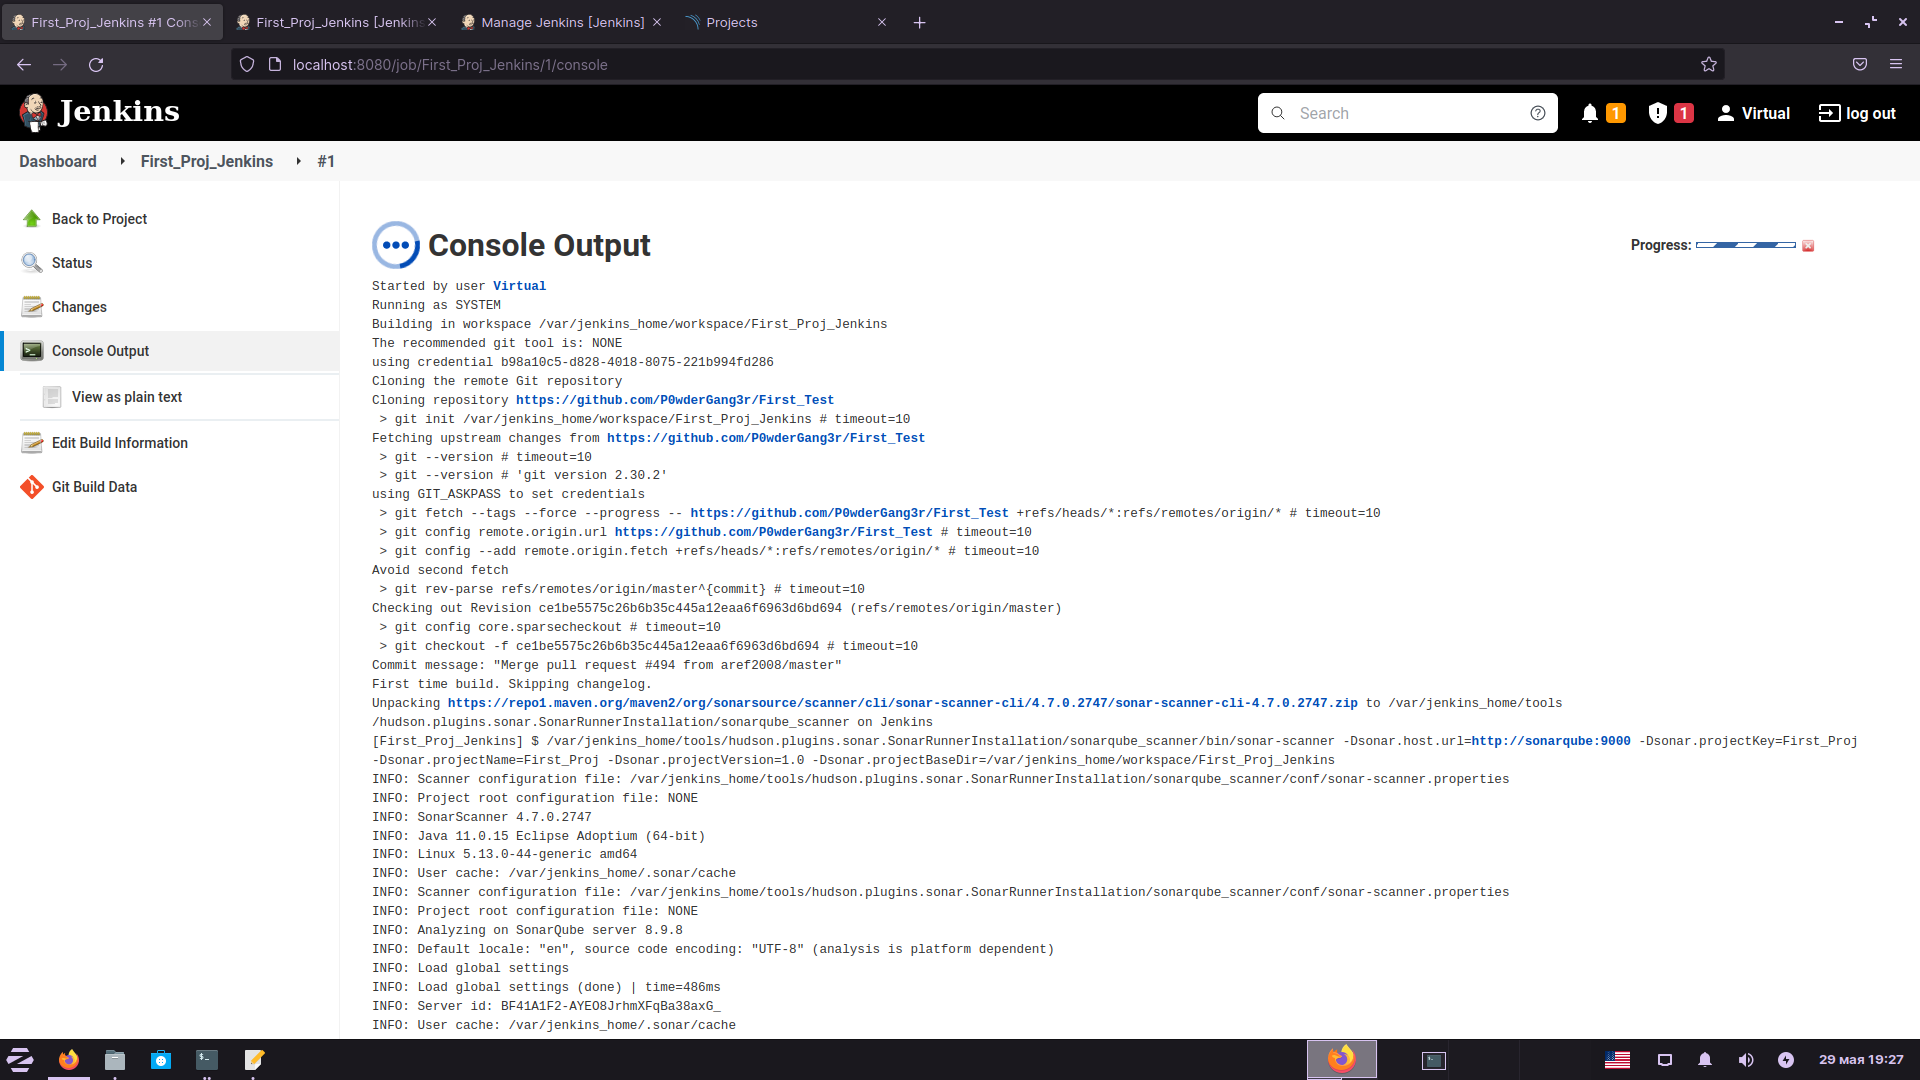 First_Proj_Jenkins #1 Cons
First_Proj_Jenkins [Jenkins
Manage Jenkins [Jenkins]
Projects
localhost:8080/job/First_Proj_Jenkins/1/console
Jenkins
Search
1
1
Virtual
log out
Dashboard
First_Proj_Jenkins
#1
Back to Project
Status
Changes
Console Output
View as plain text
Edit Build Information
Git Build Data
Console Output
Progress:
Started by user Virtual
Running as SYSTEM
Building in workspace /var/jenkins_home/workspace/First_Proj_Jenkins
The recommended git tool is: NONE
using credential b98a10c5-d828-4018-8075-221b994fd286
Cloning the remote Git repository
Cloning repository https://github.com/P0wderGang3r/First_Test
> git init /var/jenkins_home/workspace/First_Proj_Jenkins # timeout=10
Fetching upstream changes from https://github.com/P0wderGang3r/First_Test
> git --version # timeout=10
> git --version # 'git version 2.30.2'
using GIT_ASKPASS to set credentials
> git fetch --tags --force --progress -- https://github.com/P0wderGang3r/First_Test +refs/heads/*:refs/remotes/origin/* # timeout=10
> git config remote.origin.url https://github.com/P0wderGang3r/First_Test # timeout=10
> git config --add remote.origin.fetch +refs/heads/*:refs/remotes/origin/* # timeout=10
Avoid second fetch
> git rev-parse refs/remotes/origin/master^{commit} # timeout=10
Checking out Revision ce1be5575c26b6b35c445a12eaa6f6963d6bd694 (refs/remotes/origin/master)
> git config core.sparsecheckout # timeout=10
> git checkout -f ce1be5575c26b6b35c445a12eaa6f6963d6bd694 # timeout=10
Commit message: "Merge pull request #494 from aref2008/master"
First time build. Skipping changelog.
Unpacking https://repo1.maven.org/maven2/org/sonarsource/scanner/cli/sonar-scanner-cli/4.7.0.2747/sonar-scanner-cli-4.7.0.2747.zip to /var/jenkins_home/tools
/hudson.plugins.sonar.SonarRunnerInstallation/sonarqube_scanner on Jenkins
[First_Proj_Jenkins] $ /var/jenkins_home/tools/hudson.plugins.sonar.SonarRunnerInstallation/sonarqube_scanner/bin/sonar-scanner -Dsonar.host.url=http://sonarqube:9000 -Dsonar.projectKey=First_Proj
-Dsonar.projectName=First_Proj -Dsonar.projectVersion=1.0 -Dsonar.projectBaseDir=/var/jenkins_home/workspace/First_Proj_Jenkins
INFO: Scanner configuration file: /var/jenkins_home/tools/hudson.plugins.sonar.SonarRunnerInstallation/sonarqube_scanner/conf/sonar-scanner.properties
INFO: Project root configuration file: NONE
INFO: SonarScanner 4.7.0.2747
INFO: Java 11.0.15 Eclipse Adoptium (64-bit)
INFO: Linux 5.13.0-44-generic amd64
INFO: User cache: /var/jenkins_home/.sonar/cache
INFO: Scanner configuration file: /var/jenkins_home/tools/hudson.plugins.sonar.SonarRunnerInstallation/sonarqube_scanner/conf/sonar-scanner.properties
INFO: Project root configuration file: NONE
INFO: Analyzing on SonarQube server 8.9.8
INFO: Default locale: "en", source code encoding: "UTF-8" (analysis is platform dependent)
INFO: Load global settings
INFO: Load global settings (done) | time=486ms
INFO: Server id: BF41A1F2-AYEO8JrhmXFqBa38axG_
INFO: User cache: /var/jenkins_home/.sonar/cache
29 мая 19:27